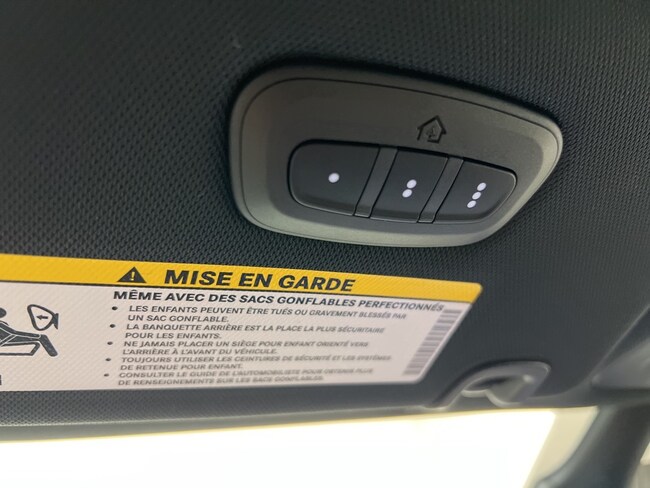 MISE EN GARDE
MÊME AVEC DES SACS GONFLABLES PERFECTIONNÉS
• LES ENFANTS PEUVENT ÊTRE TUÉS OU GRAVEMENT BLESSÉS PAR
UN SAC GONFLABLE.
• LA BANQUETTE ARRIÈRE EST LA PLACE LA PLUS SÉCURITAIRE
POUR LES ENFANTS.
• NE JAMAIS PLACER UN SIÈGE POUR ENFANT ORIENTÉ VERS
L'ARRIÈRE À L'AVANT DU VÉHICULE.
• TOUJOURS UTILISER LES CEINTURES DE SÉCURITÉ ET LES SYSTÈMES
DE RETENUE POUR ENFANT.
• CONSULTER LE GUIDE DE L'AUTOMOBILISTE POUR OBTENIR PLUS
DE RENSEIGNEMENTS SUR LES SACS GONFLABLES.